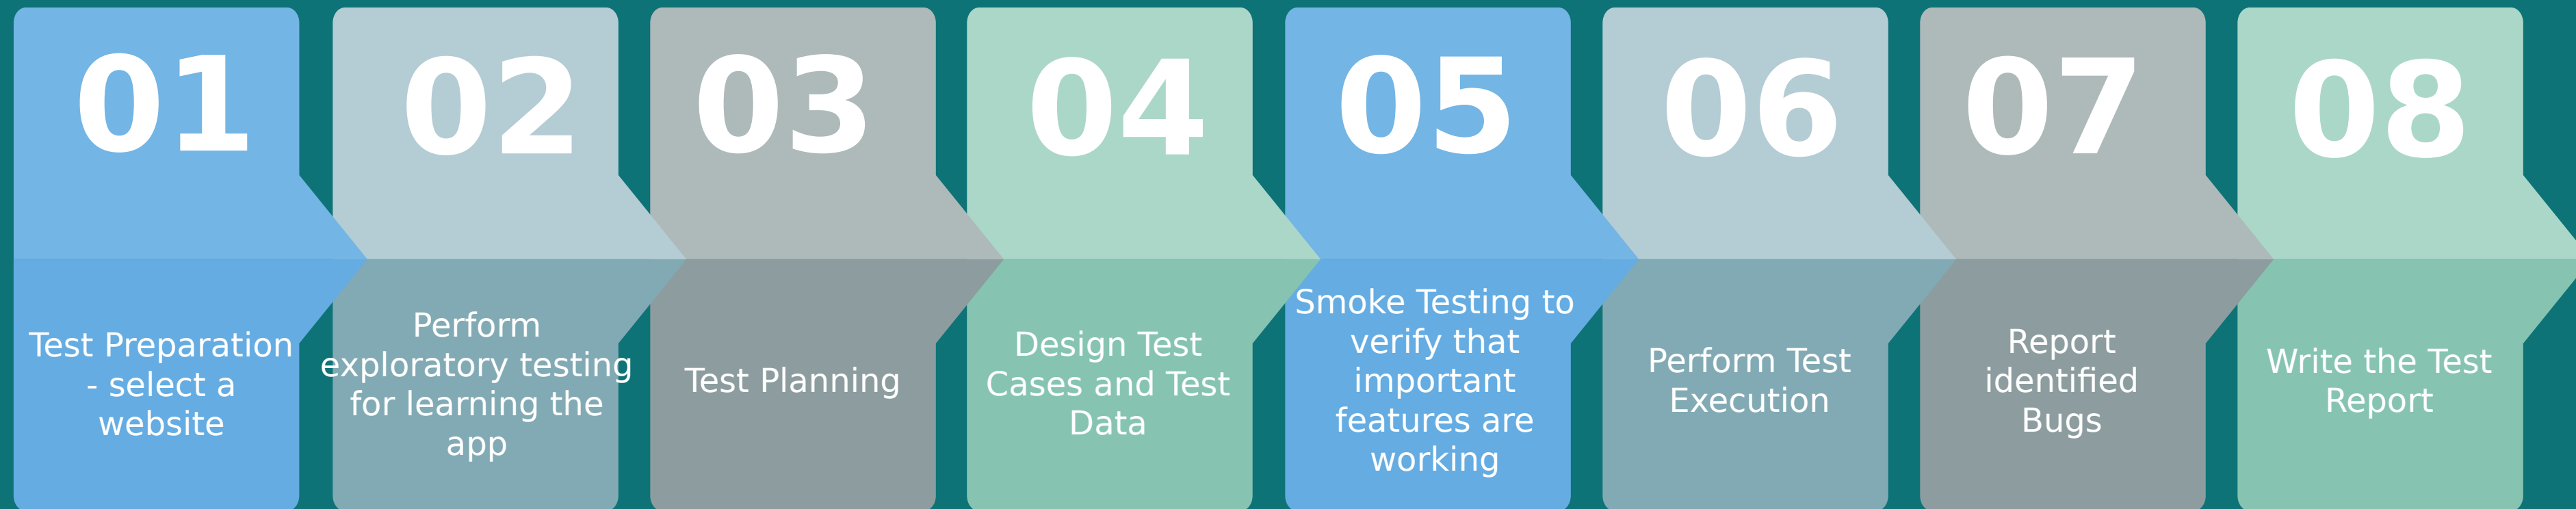 01
Test Preparation
- select a
website
02
Perform
exploratory testing
for learning the
app
03
Test Planning
04
Design Test
Cases and Test
Data
05
Smoke Testing to
verify that
important
features are
working
06
Perform Test
Execution
07
Report
identified
Bugs
08
Write the Test
Report